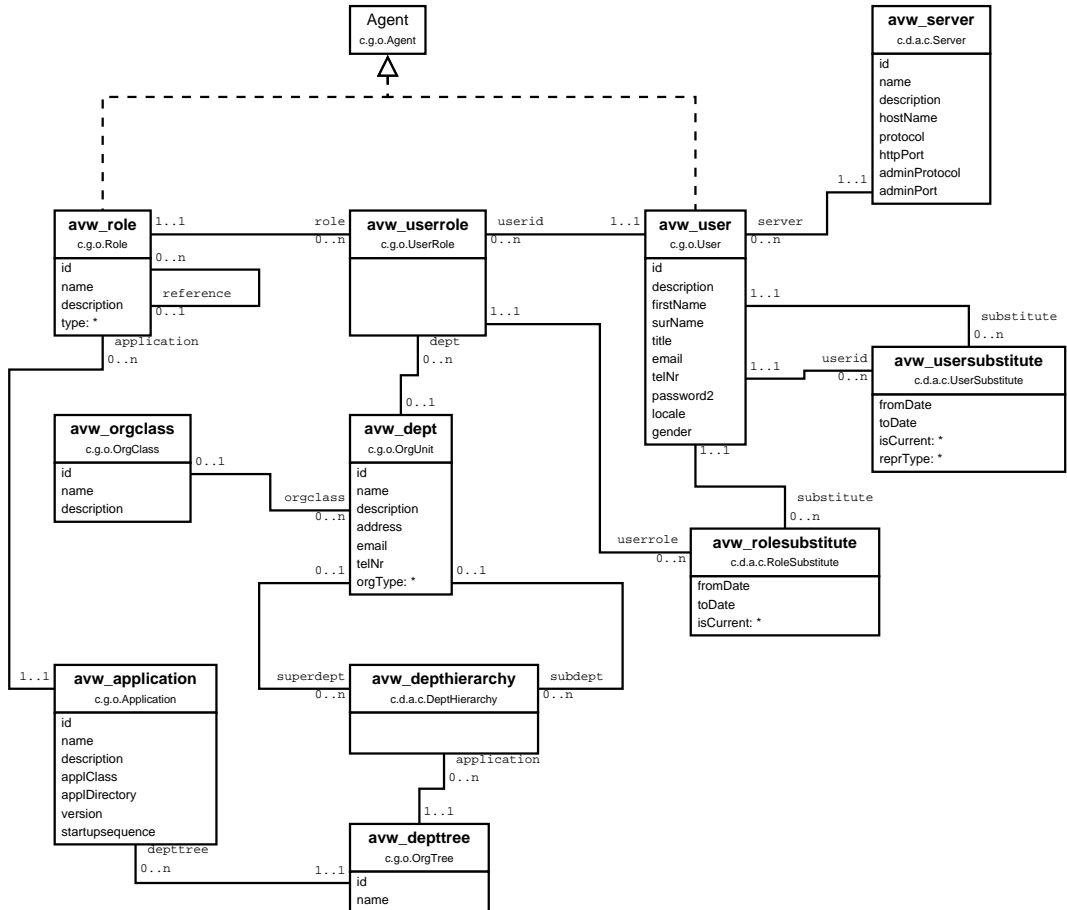 Agent
c.g.o.Agent
avw_server
c.d.a.c.Server
id
name
description
hostName
protocol
httpPort
adminProtocol
adminPort
1..1
avw_role
c.g.o.Role
id
name
description
type: *
1..1
role
0..n
0..n
reference
0..1
application
0..n
avw_userrole
c.g.o.UserRole
userid
0..n
1..1
1..1
dept
0..n
0..1
avw_user
c.g.o.User
id
description
firstName
surName
title
email
telNr
password2
locale
gender
server
0..n
1..1
substitute
0..n
1..1
userid
0..n
1..1
avw_usersubstitute
c.d.a.c.UserSubstitute
fromDate
toDate
isCurrent: *
reprType: *
avw_orgclass
c.g.o.OrgClass
id
name
description
0..1
orgclass
0..n
avw_dept
c.g.o.OrgUnit
id
name
description
address
email
telNr
orgType: *
0..1
0..1
substitute
0..n
userrole
0..n
avw_rolesubstitute
c.d.a.c.RoleSubstitute
fromDate
toDate
isCurrent: *
1..1
avw_application
c.g.o.Application
id
name
description
applClass
applDirectory
version
startupsequence
superdept
0..n
avw_depthierarchy
c.d.a.c.DeptHierarchy
subdept
0..n
application
0..n
1..1
depttree
0..n
1..1
avw_depttree
c.g.o.OrgTree
id
name